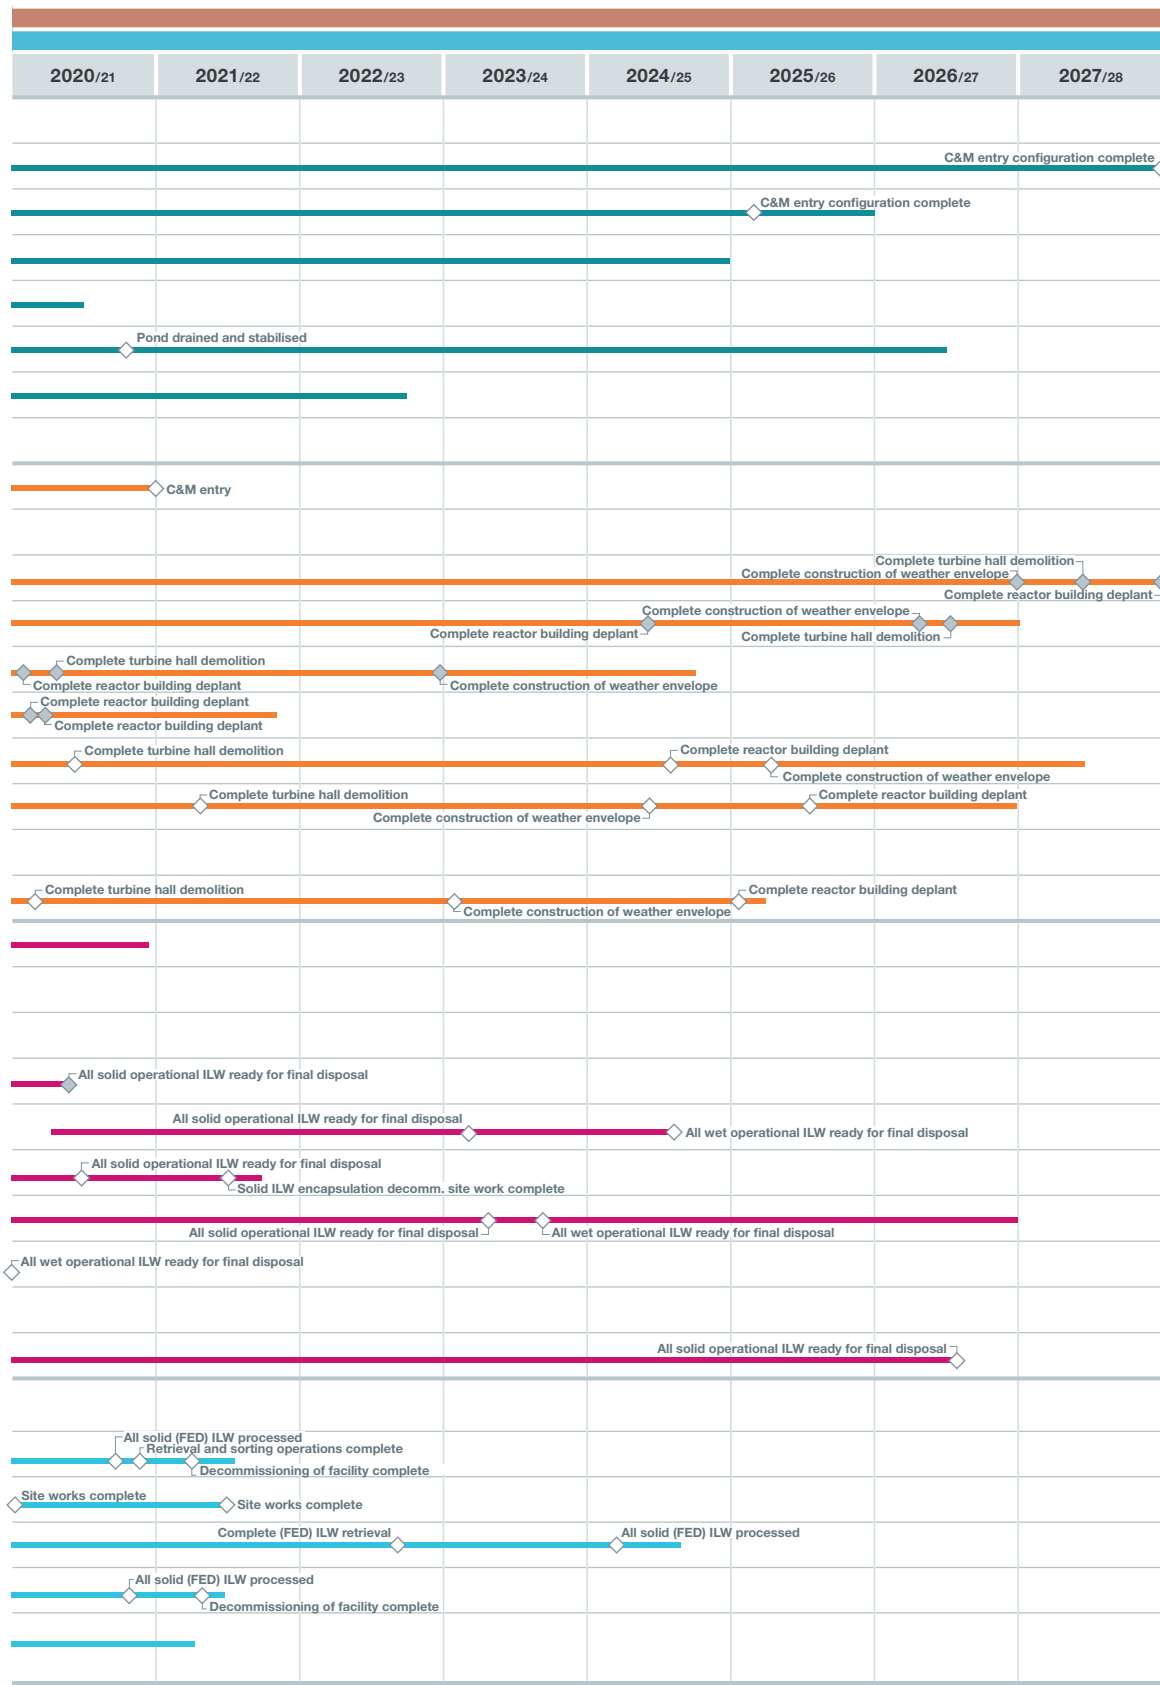 2020/21 2021/22 2022/23 2023/24 2024/25 2025/26 2026/27 2027/28
C&M entry configuration complete
C&M entry configuration complete
Pond drained and stabilised
C&M entry
Complete turbine hall demolition
Complete construction of weather envelope
Complete reactor building deplant
Complete construction of weather envelope
Complete reactor building deplant
Complete turbine hall demolition
Complete turbine hall demolition
Complete reactor building deplant
Complete construction of weather envelope
Complete reactor building deplant
Complete reactor building deplant
Complete turbine hall demolition
Complete reactor building deplant
Complete construction of weather envelope
Complete turbine hall demolition
Complete reactor building deplant
Complete construction of weather envelope
Complete turbine hall demolition
Complete reactor building deplant
Complete construction of weather envelope
All solid operational ILW ready for final disposal
All solid operational ILW ready for final disposal
All wet operational ILW ready for final disposal
All solid operational ILW ready for final disposal
Solid ILW encapsulation decomm. site work complete
All solid operational ILW ready for final disposal
All wet operational ILW ready for final disposal
All wet operational ILW ready for final disposal
All solid operational ILW ready for final disposal
All solid (FED) ILW processed
Retrieval and sorting operations complete
Decommissioning of facility complete
Site works complete
Site works complete
Complete (FED) ILW retrieval
All solid (FED) ILW processed
All solid (FED) ILW processed
Decommissioning of facility complete